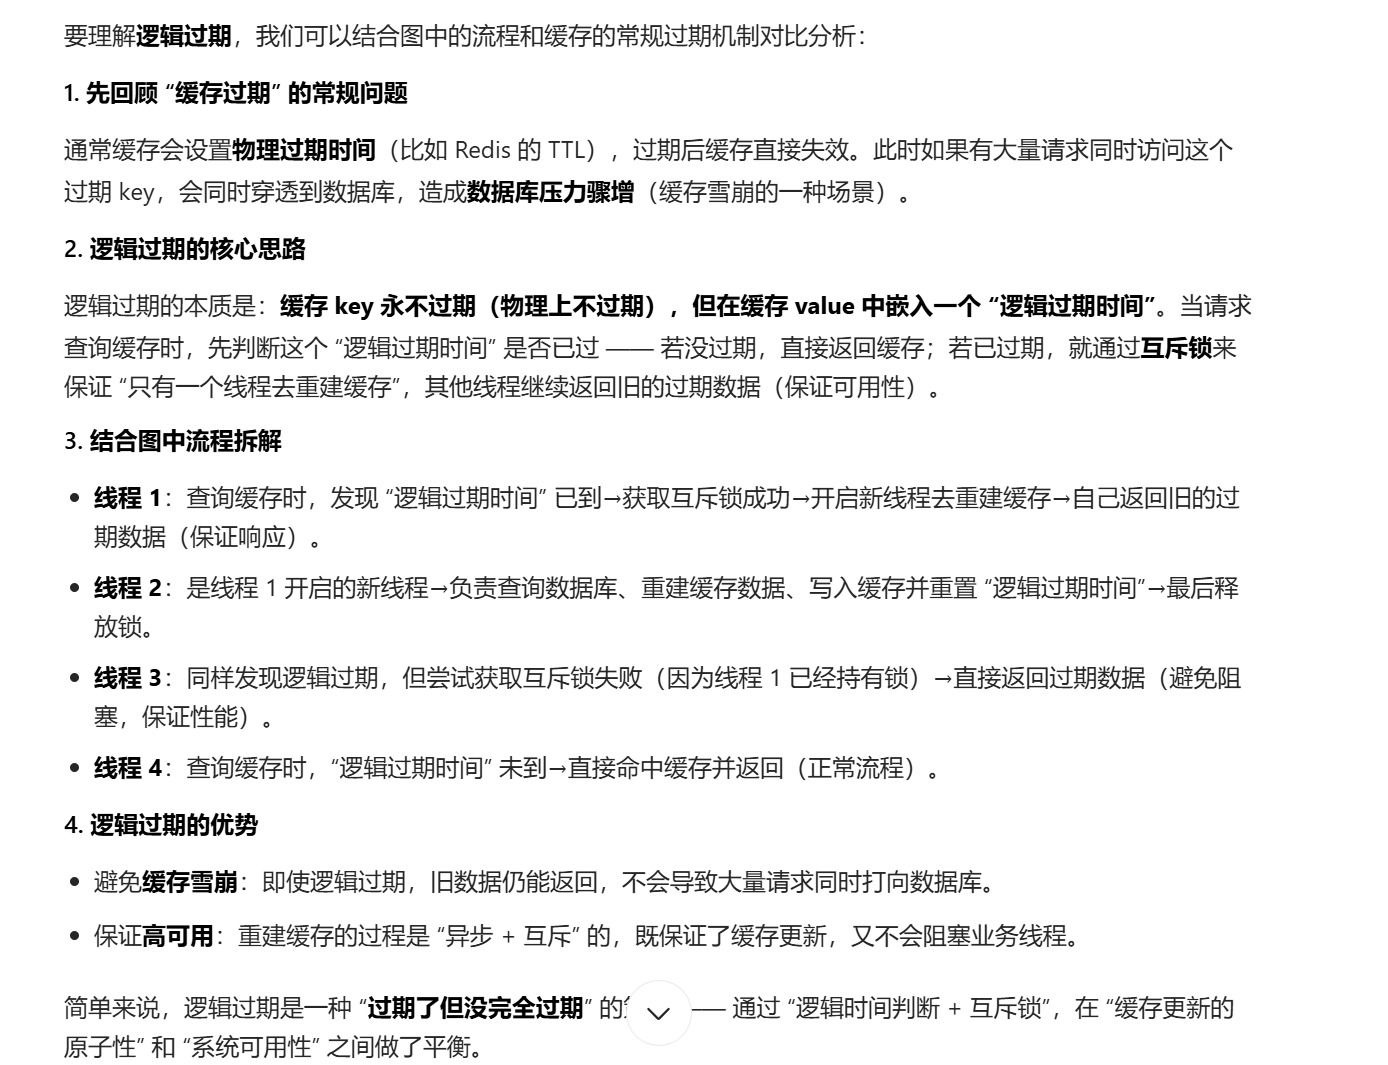 要理解逻辑过期，我们可以结合图中的流程和缓存的常规过期机制对比分析：
1. 先回顾 “缓存过期” 的常规问题
通常缓存会设置物理过期时间（比如 Redis 的 TTL），过期后缓存直接失效。此时如果有大量请求同时访问这个
过期 key，会同时穿透到数据库，造成数据库压力骤增（缓存雪崩的一种场景）。
2. 逻辑过期的核心思路
逻辑过期的本质是：缓存 key 永不过期（物理上不过期），但在缓存 value 中嵌入一个 “逻辑过期时间”。当请求
查询缓存时，先判断这个 “逻辑过期时间” 是否已过 —— 若没过期，直接返回缓存；若已过期，就通过互斥锁来
保证 “只有一个线程去重建缓存”，其他线程继续返回旧的过期数据（保证可用性）。
3. 结合图中流程拆解
• 线程 1：查询缓存时，发现 “逻辑过期时间” 已到→获取互斥锁成功→开启新线程去重建缓存→自己返回旧的过
期数据（保证响应）。
• 线程 2：是线程 1 开启的新线程→负责查询数据库、重建缓存数据、写入缓存并重置 “逻辑过期时间”→最后释
放锁。
• 线程 3：同样发现逻辑过期，但尝试获取互斥锁失败（因为线程 1 已经持有锁）→直接返回过期数据（避免阻
塞，保证性能）。
• 线程 4：查询缓存时，“逻辑过期时间” 未到→直接命中缓存并返回（正常流程）。
4. 逻辑过期的优势
• 避免缓存雪崩：即使逻辑过期，旧数据仍能返回，不会导致大量请求同时打向数据库。
• 保证高可用：重建缓存的过程是 “异步 + 互斥” 的，既保证了缓存更新，又不会阻塞业务线程。
简单来说，逻辑过期是一种 “过期了但没完全过期” 的 —— 通过 “逻辑时间判断 + 互斥锁”，在 “缓存更新的
原子性” 和 “系统可用性” 之间做了平衡。